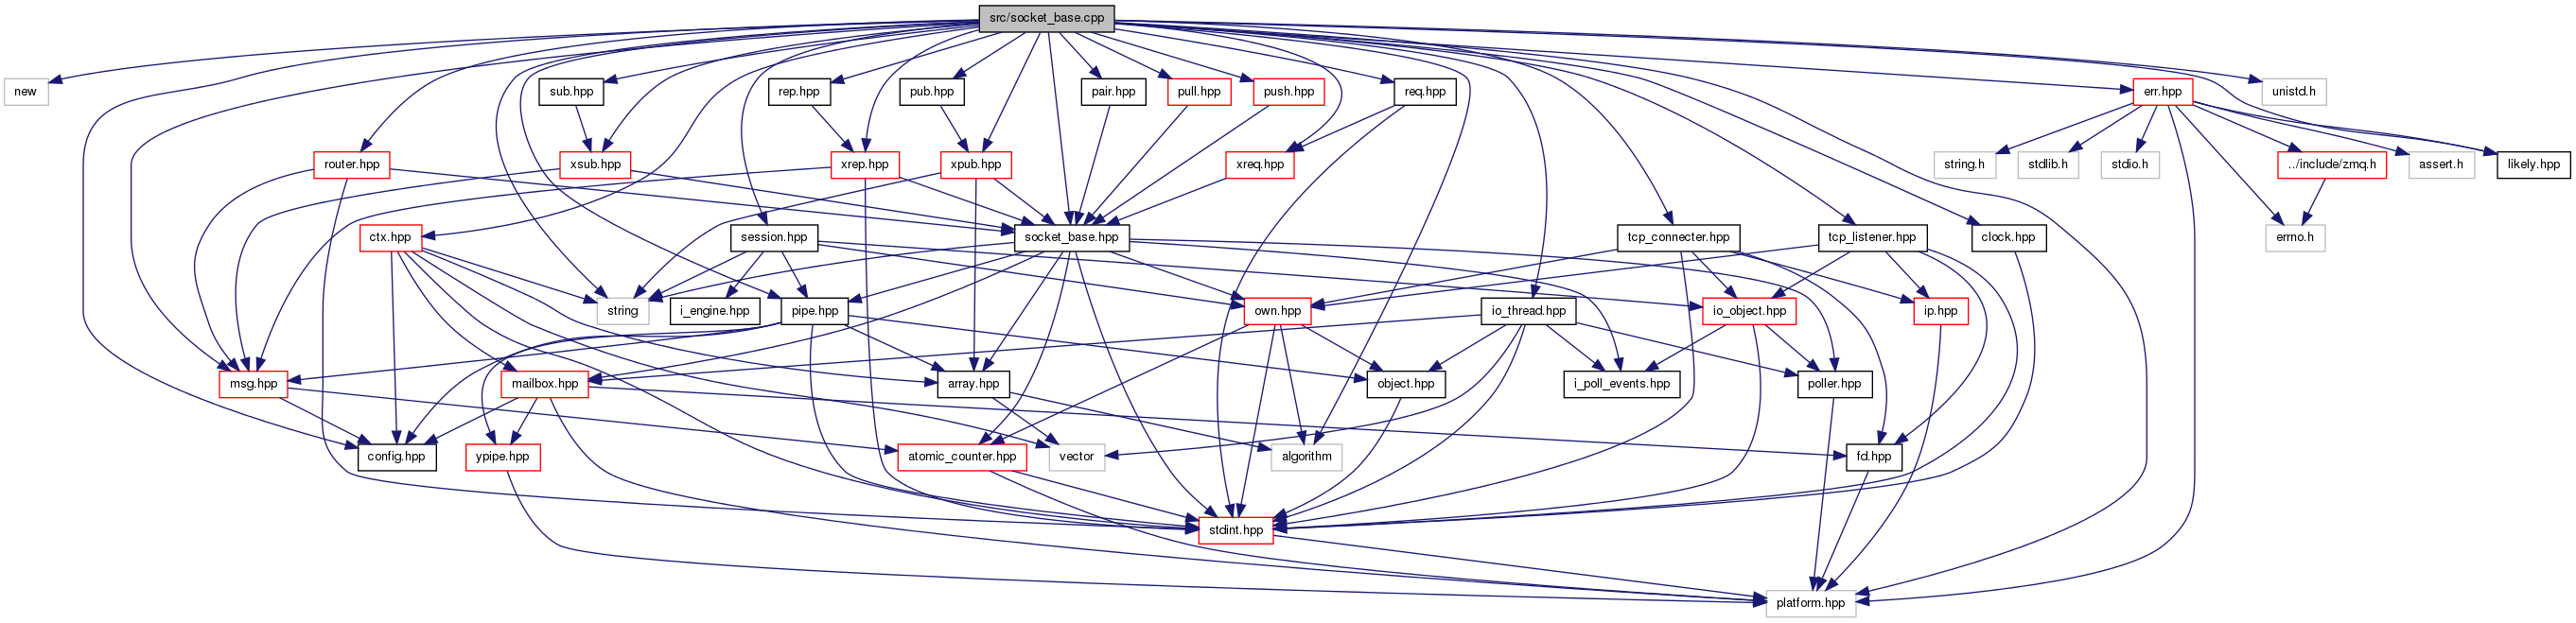 src/socket_base.cpp
new
sub.hpp
rep.hpp
pub.hpp
pair.hpp
pull.hpp
push.hpp
req.hpp
err.hpp
unistd.h
router.hpp
xsub.hpp
xrep.hpp
xpub.hpp
xreq.hpp
string.h
stdlib.h
stdio.h
../include/zmq.h
assert.h
likely.hpp
ctx.hpp
session.hpp
socket_base.hpp
tcp_connecter.hpp
tcp_listener.hpp
clock.hpp
errno.h
string
i_engine.hpp
pipe.hpp
own.hpp
io_thread.hpp
io_object.hpp
ip.hpp
msg.hpp
mailbox.hpp
array.hpp
object.hpp
i_poll_events.hpp
poller.hpp
config.hpp
ypipe.hpp
atomic_counter.hpp
vector
algorithm
fd.hpp
stdint.hpp
platform.hpp